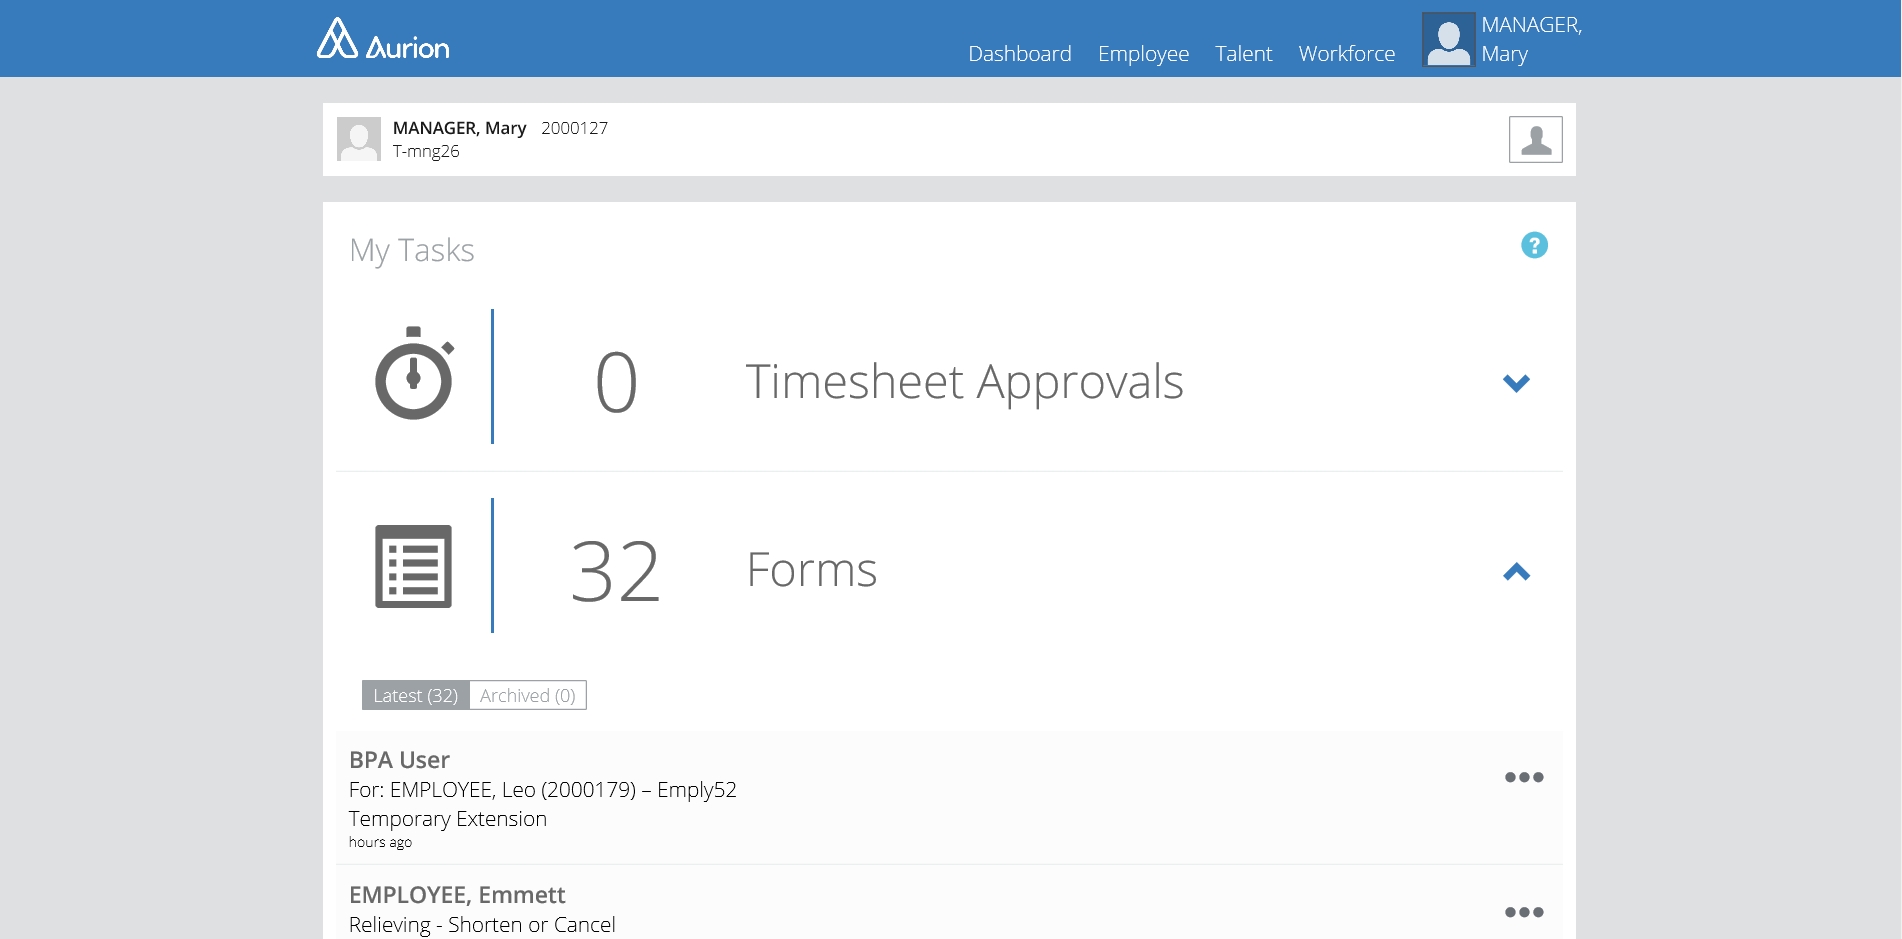 Aurion
Dashboard Employee Talent Workforce MANAGER,
Mary
MANAGER, Mary 2000127
T-mng26
My Tasks
?
0 Timesheet Approvals
32 Forms
Latest (32) Archived (0)
BPA User
For: EMPLOYEE, Leo (2000179) – Emply52
Temporary Extension
hours ago
EMPLOYEE, Emmett
Relieving - Shorten or Cancel